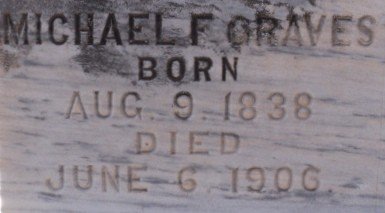 MICHAEL F GRAVES
BORN
AUG. 9. 1838
DIED
JUNE 6. 1906.